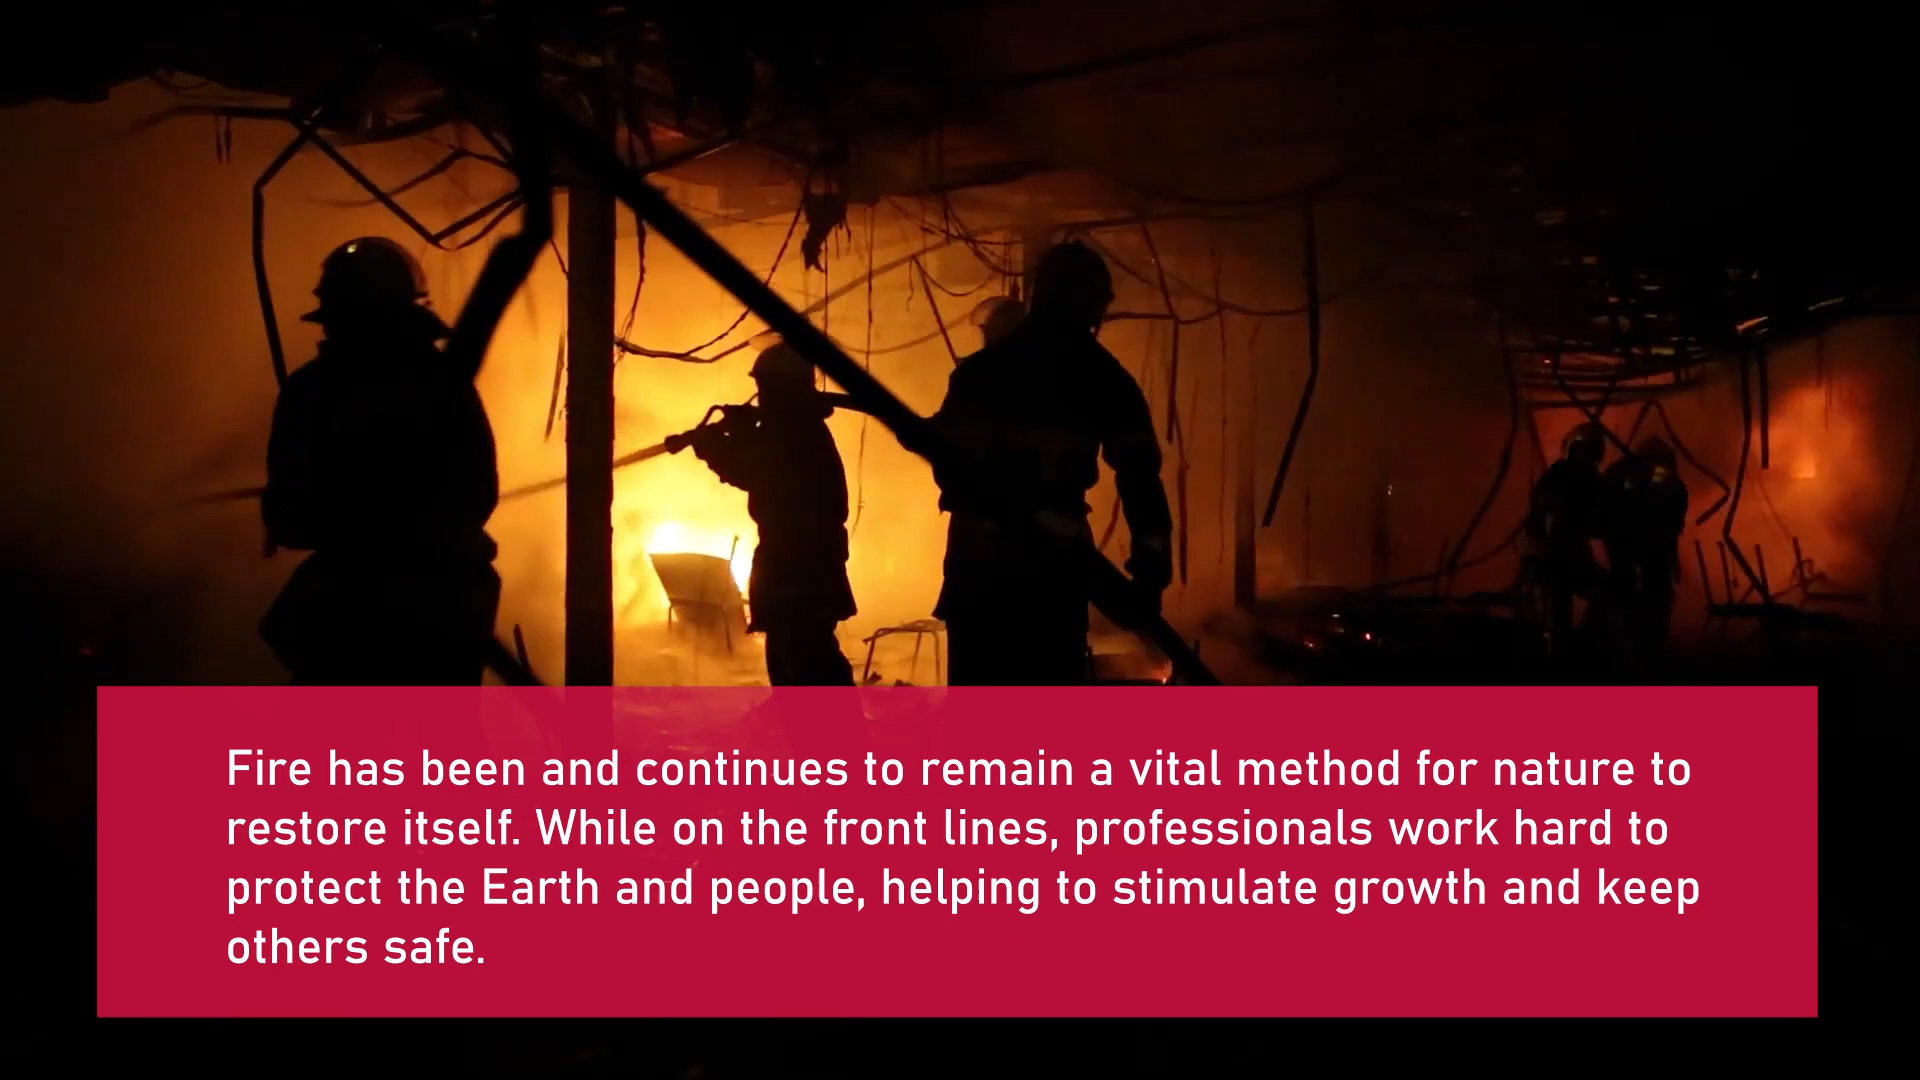 Fire has been and continues to remain a vital method for nature to
restore itself. While on the front lines, professionals work hard to
protect the Earth and people, helping to stimulate growth and keep
others safe.